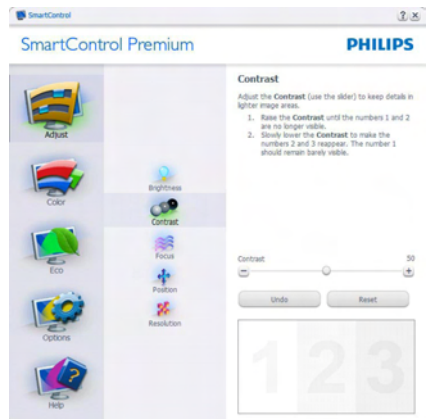 SmartControl
SmartControl Premium
PHILIPS
Adjust
Color
Eco
Options
Help
Brightness
Contrast
Focus
Position
Resolution
Contrast
Adjust the Contrast (use the slider) to keep details in
lighter image areas.
1. Raise the Contrast until the numbers 1 and 2
are no longer visible.
2. Slowly lower the Contrast to make the
numbers 2 and 3 reappear. The number 1
should remain barely visible.
Contrast 50
Undo Reset
1 2 3